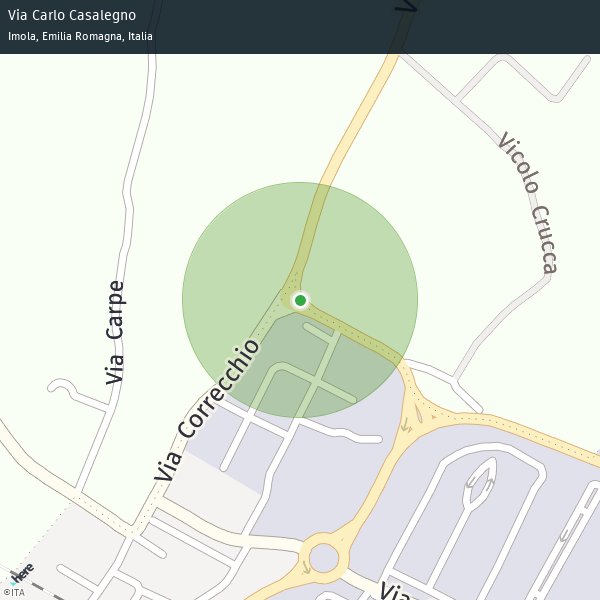 Via Carlo Casalegno
Imola, Emilia Romagna, Italia
V
Vicolo Crucca
Via Carpe
Via Correcchio
Via
here
©ITA